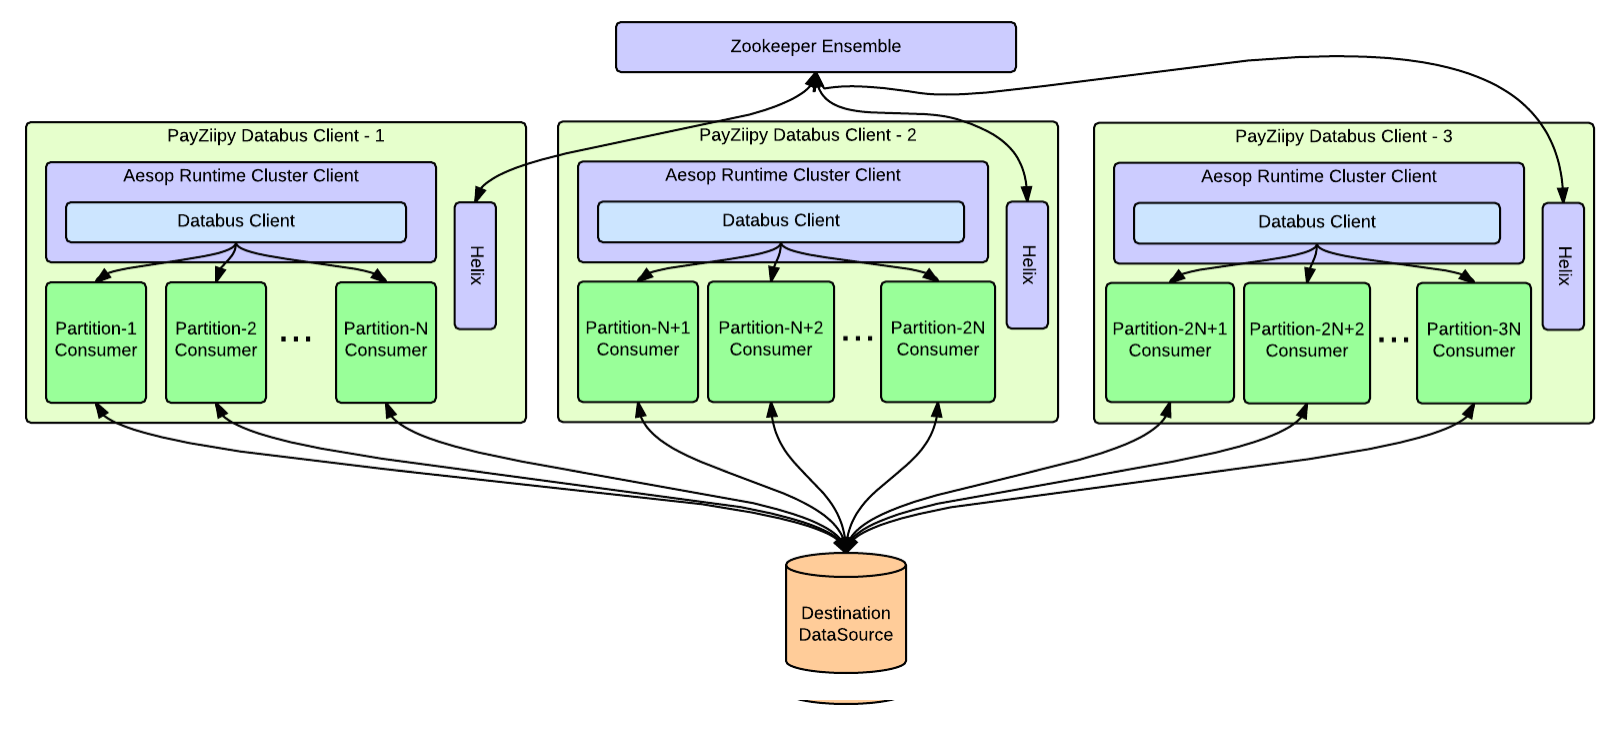 Zookeeper Ensemble
PayZiipy Databus Client - 1
Aesop Runtime Cluster Client
Databus Client
Helix
Partition-1
Consumer
Partition-2
Consumer
...
Partition-N
Consumer
PayZiipy Databus Client - 2
Aesop Runtime Cluster Client
Databus Client
Helix
Partition-N+1
Consumer
Partition-N+2
Consumer
...
Partition-2N
Consumer
PayZiipy Databus Client - 3
Aesop Runtime Cluster Client
Databus Client
Helix
Partition-2N+1
Consumer
Partition-2N+2
Consumer
...
Partition-3N
Consumer
Destination
DataSource